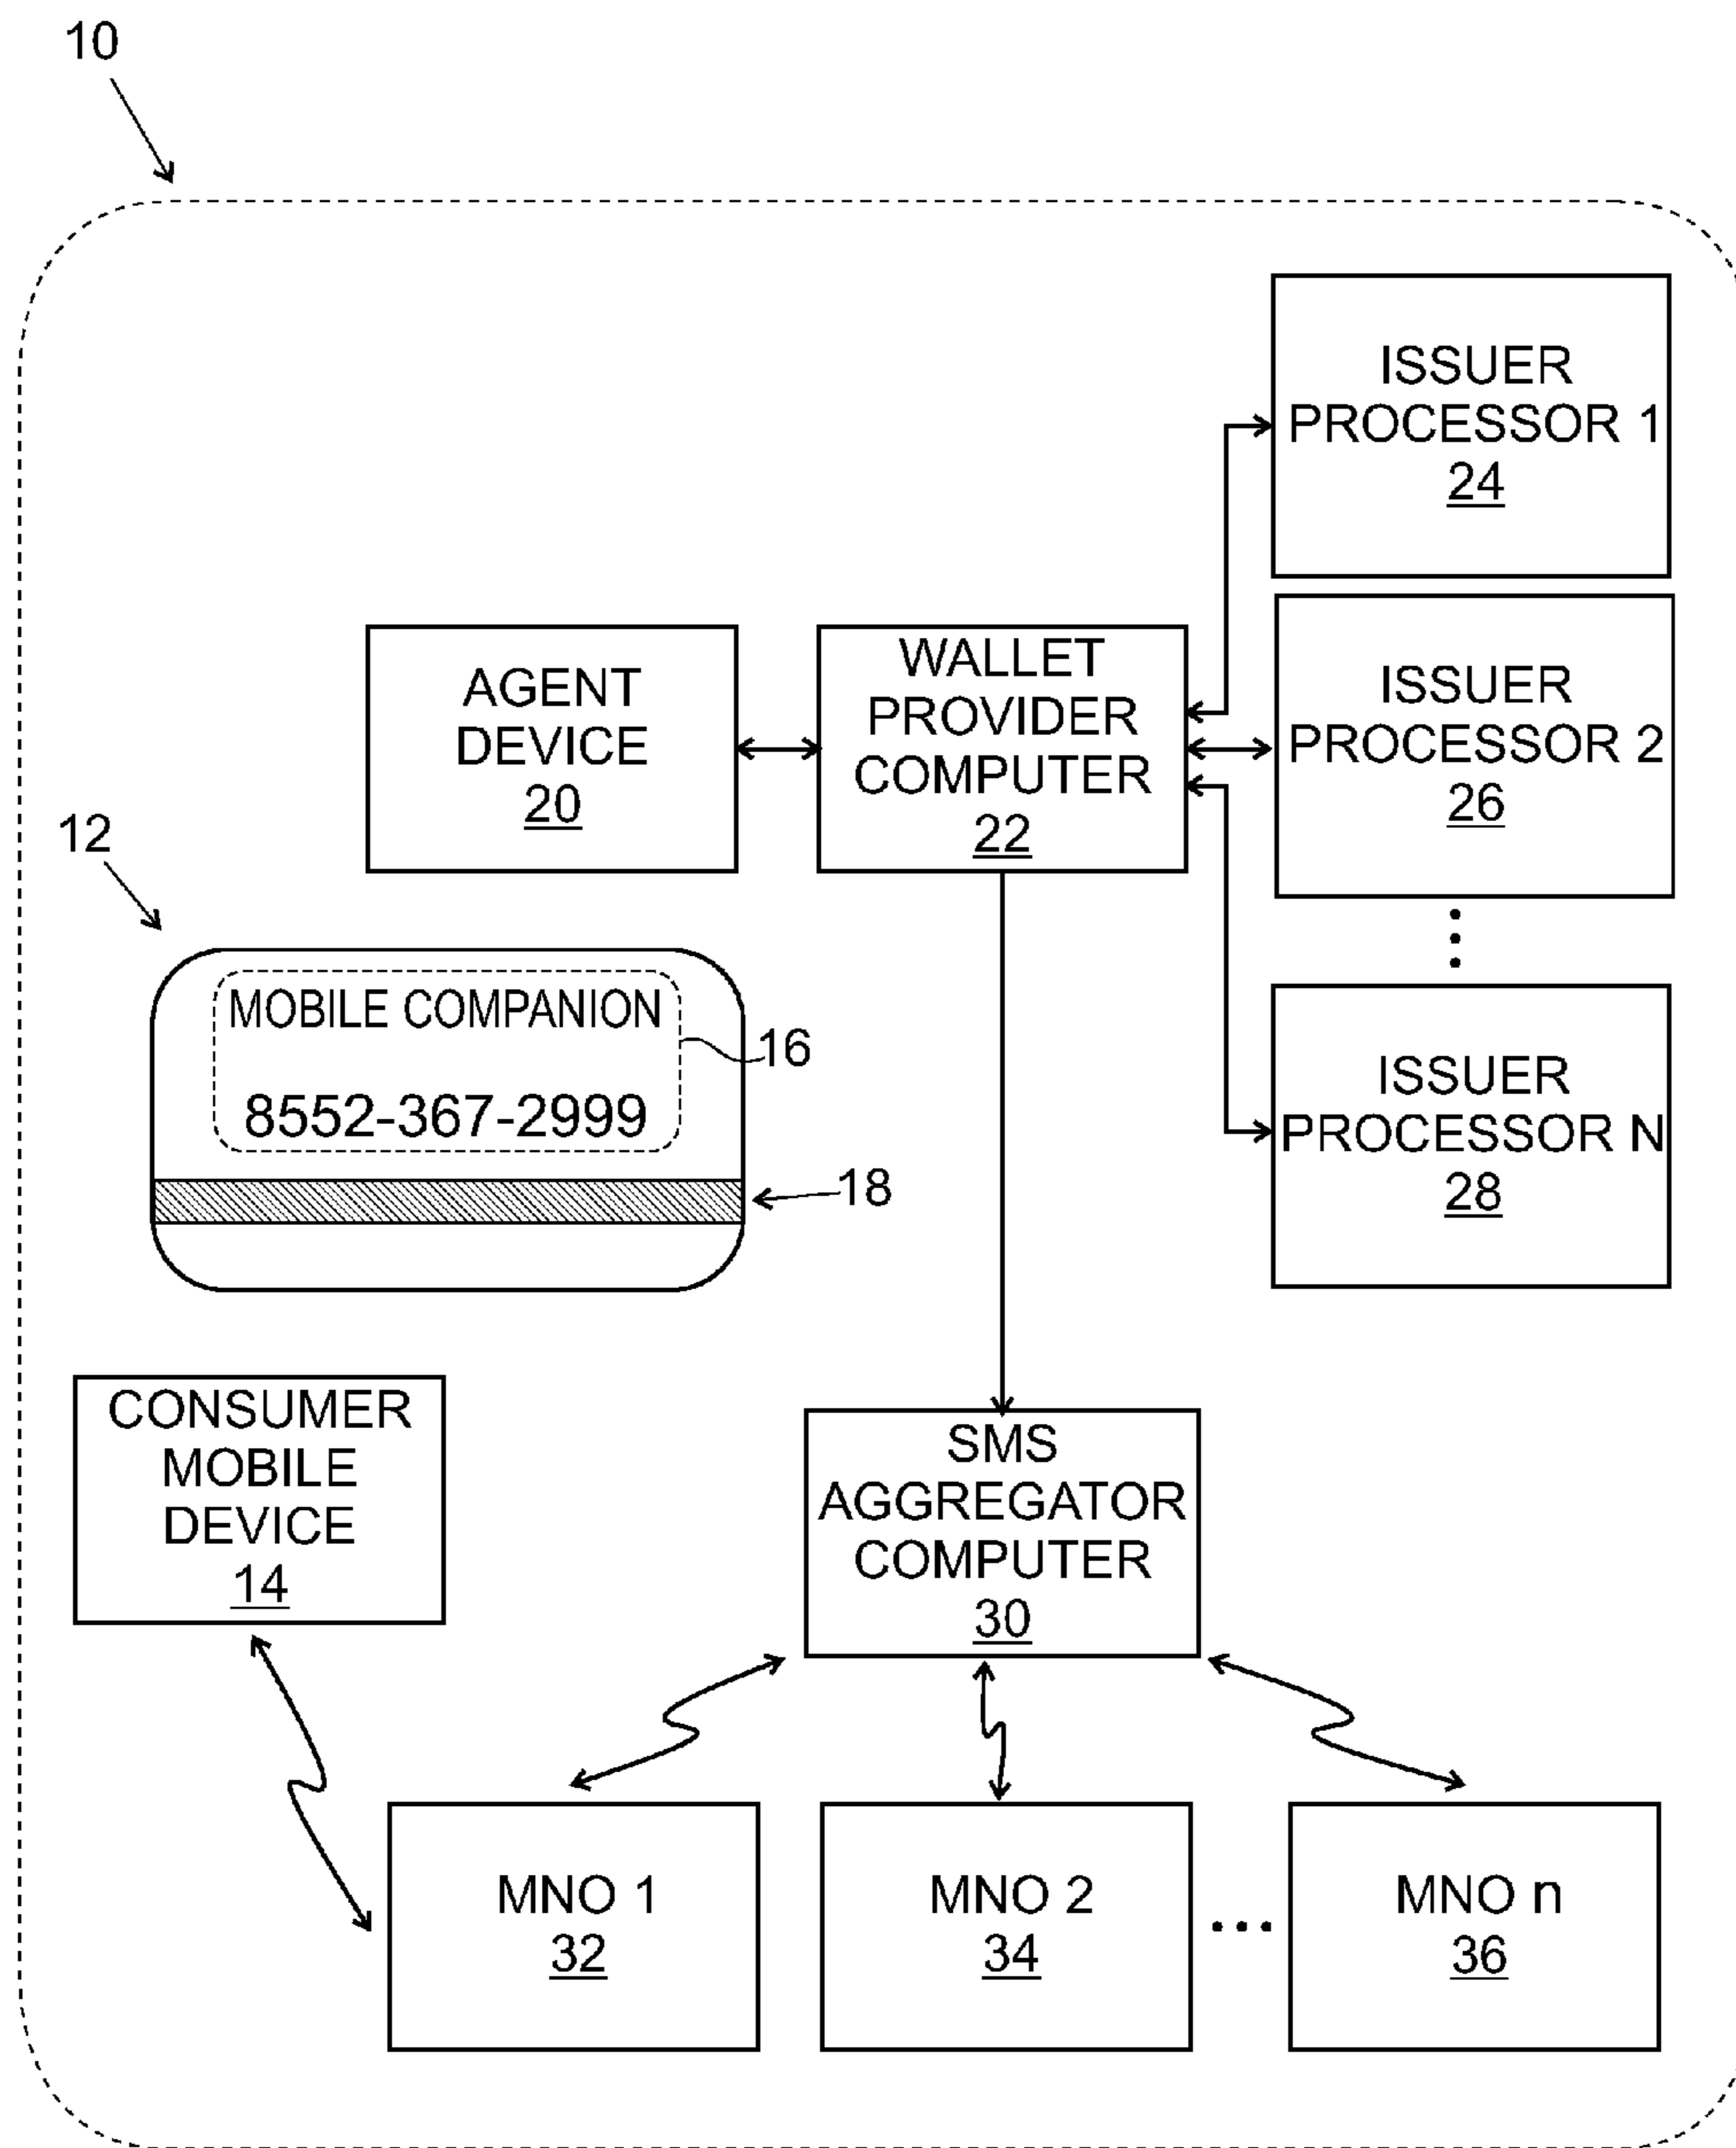 10
ISSUER
PROCESSOR 1
24
AGENT
DEVICE
20
WALLET
PROVIDER
COMPUTER
22
ISSUER
PROCESSOR 2
26
12
MOBILE COMPANION
8552-367-2999
16
18
ISSUER
PROCESSOR N
28
CONSUMER
MOBILE
DEVICE
14
SMS
AGGREGATOR
COMPUTER
30
MNO 1
32
MNO 2
34
MNO n
36